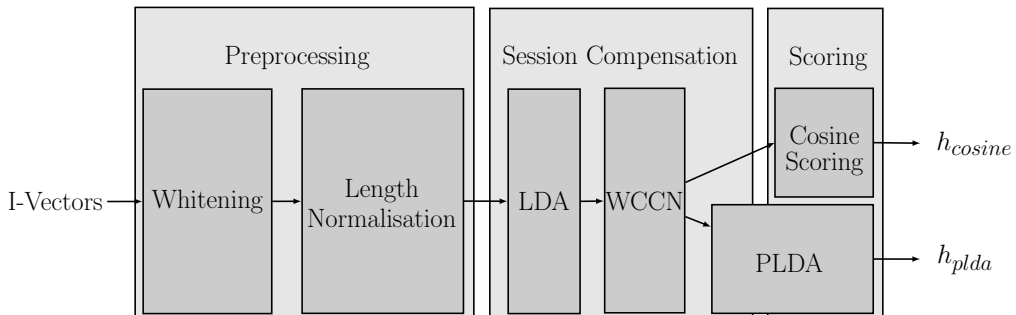 Preprocessing
Session Compensation
Scoring
I-Vectors
Whitening
Length
Normalisation
LDA
WCCN
Cosine
Scoring
h_cosine
PLDA
h_plda